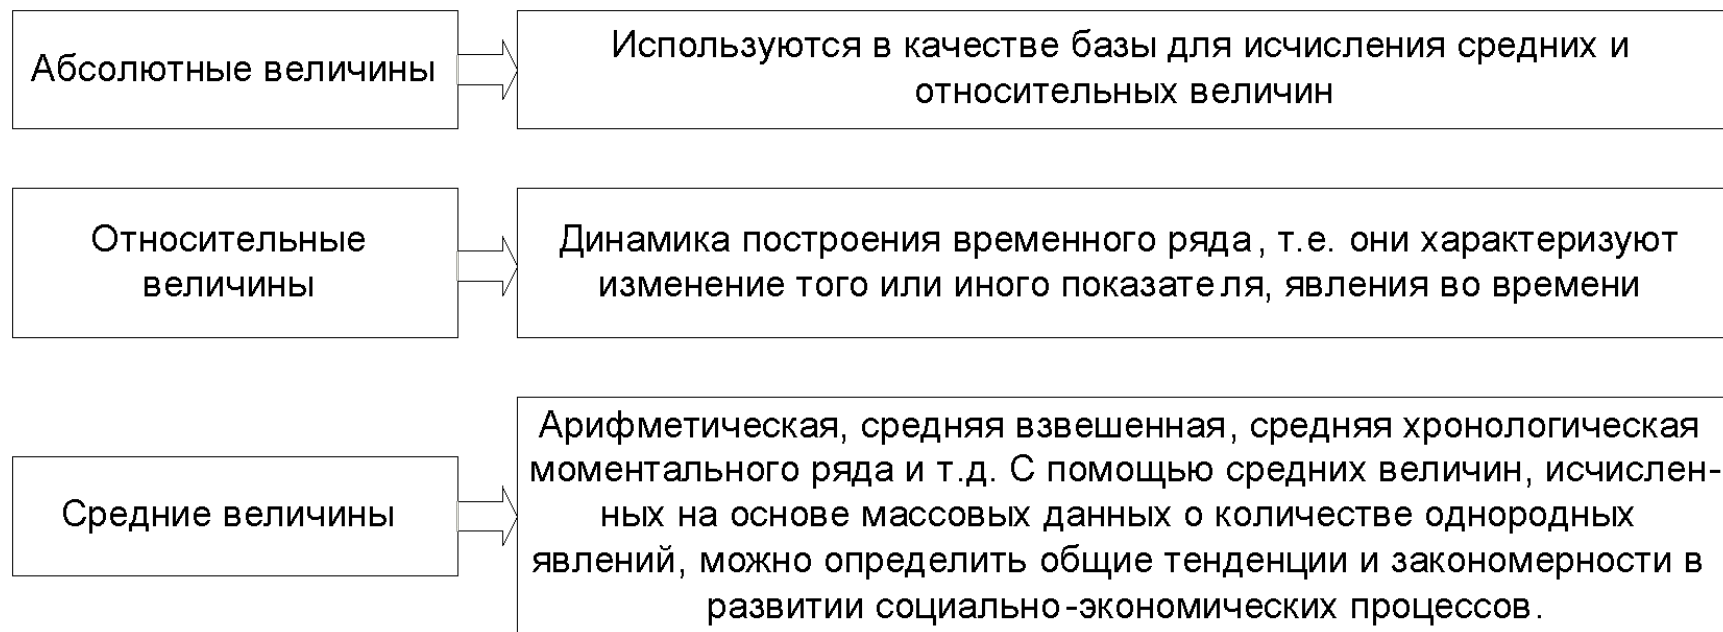 Абсолютные величины
Используются в качестве базы для исчисления средних и
относительных величин
Относительные
величины
Динамика построения временного ряда, т.е. они характеризуют
изменение того или иного показателя, явления во времени
Средние величины
Арифметическая, средняя взвешенная, средняя хронологическая
моментального ряда и т.д. С помощью средних величин, исчислен-
ных на основе массовых данных о количестве однородных
явлений, можно определить общие тенденции и закономерности в
развитии социально-экономических процессов.